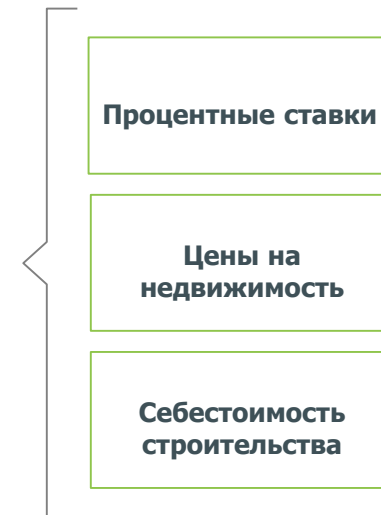 Процентные ставки
Цены на
недвижимость
Себестоимость
строительства